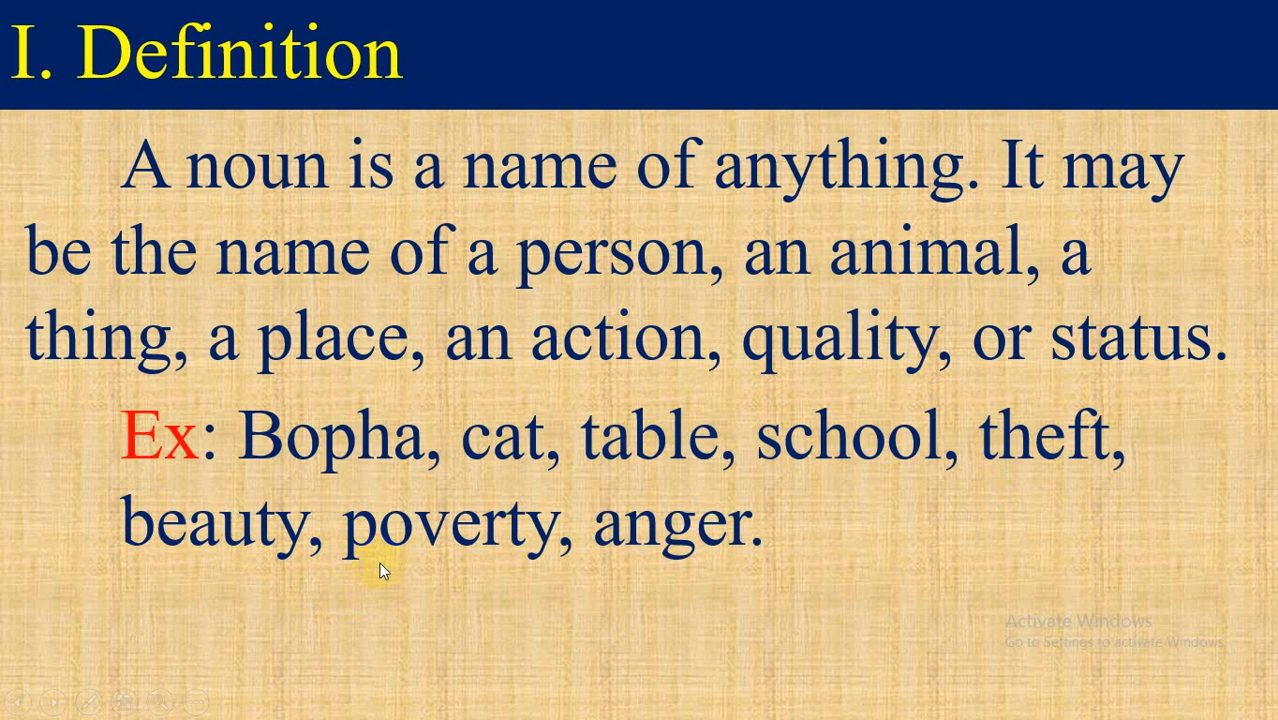 I. Definition
A noun is a name of anything. It may
be the name of a person, an animal, a
thing, a place, an action, quality, or status.
Ex: Bopha, cat, table, school, theft,
beauty, poverty, anger.
Activate Windows
Go to Settings to activate Windows.